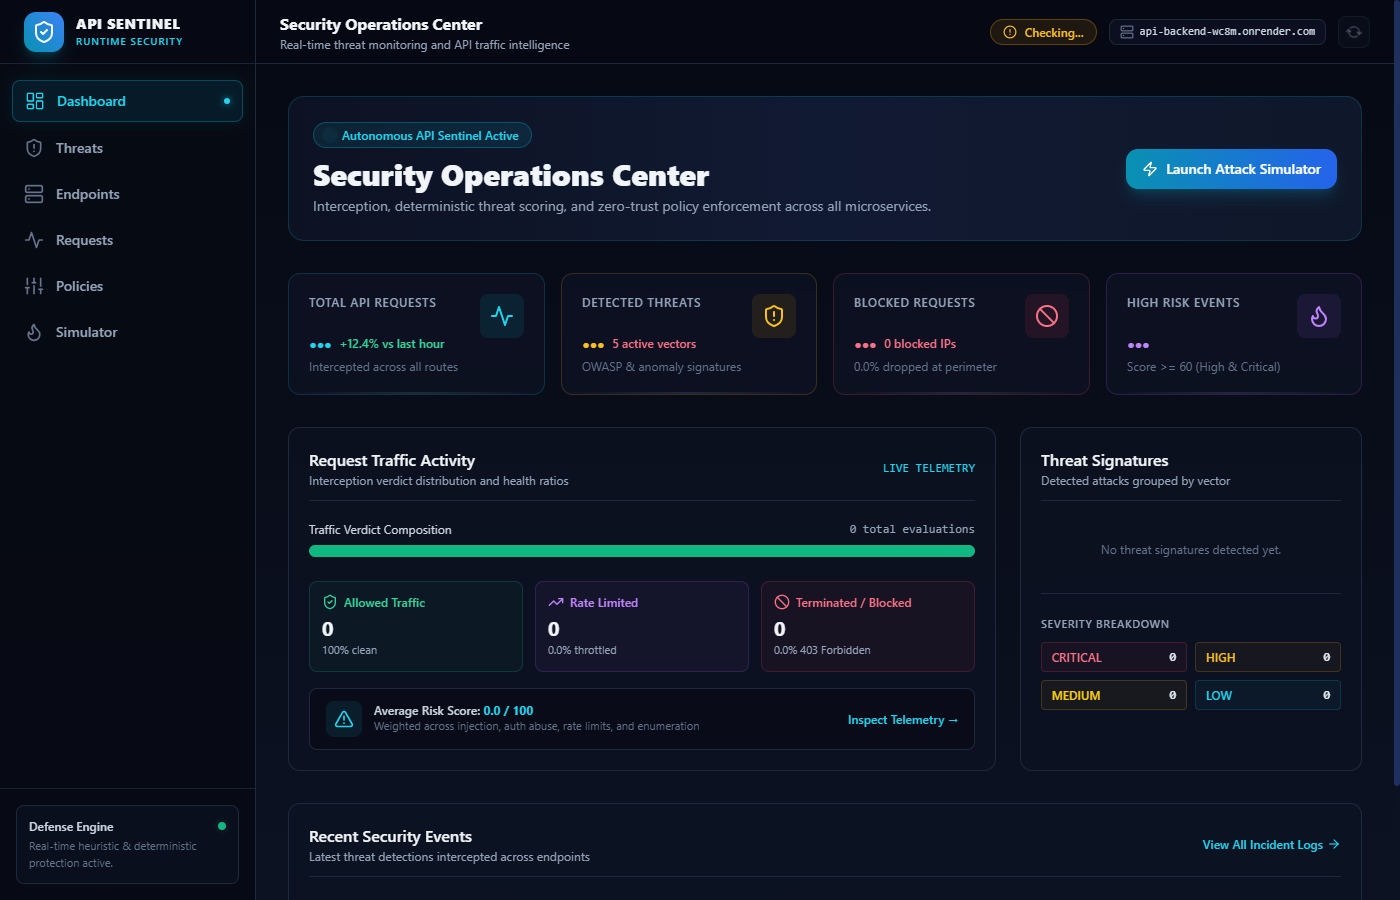 API SENTINEL
RUNTIME SECURITY
Dashboard
Threats
Endpoints
Requests
Policies
Simulator
Defense Engine
Real-time heuristic & deterministic
protection active.
Security Operations Center
Real-time threat monitoring and API traffic intelligence
Checking...
api-backend-wc8m.onrender.com
Autonomous API Sentinel Active
Security Operations Center
Interception, deterministic threat scoring, and zero-trust policy enforcement across all microservices.
Launch Attack Simulator
TOTAL API REQUESTS
••• +12.4% vs last hour
Intercepted across all routes
DETECTED THREATS
••• 5 active vectors
OWASP & anomaly signatures
BLOCKED REQUESTS
••• 0 blocked IPs
0.0% dropped at perimeter
HIGH RISK EVENTS
•••
Score >= 60 (High & Critical)
Request Traffic Activity
Interception verdict distribution and health ratios
LIVE TELEMETRY
Traffic Verdict Composition
0 total evaluations
Allowed Traffic
0
100% clean
Rate Limited
0
0.0% throttled
Terminated / Blocked
0
0.0% 403 Forbidden
Average Risk Score: 0.0 / 100
Weighted across injection, auth abuse, rate limits, and enumeration
Inspect Telemetry →
Threat Signatures
Detected attacks grouped by vector
No threat signatures detected yet.
SEVERITY BREAKDOWN
CRITICAL 0
HIGH 0
MEDIUM 0
LOW 0
Recent Security Events
Latest threat detections intercepted across endpoints
View All Incident Logs →